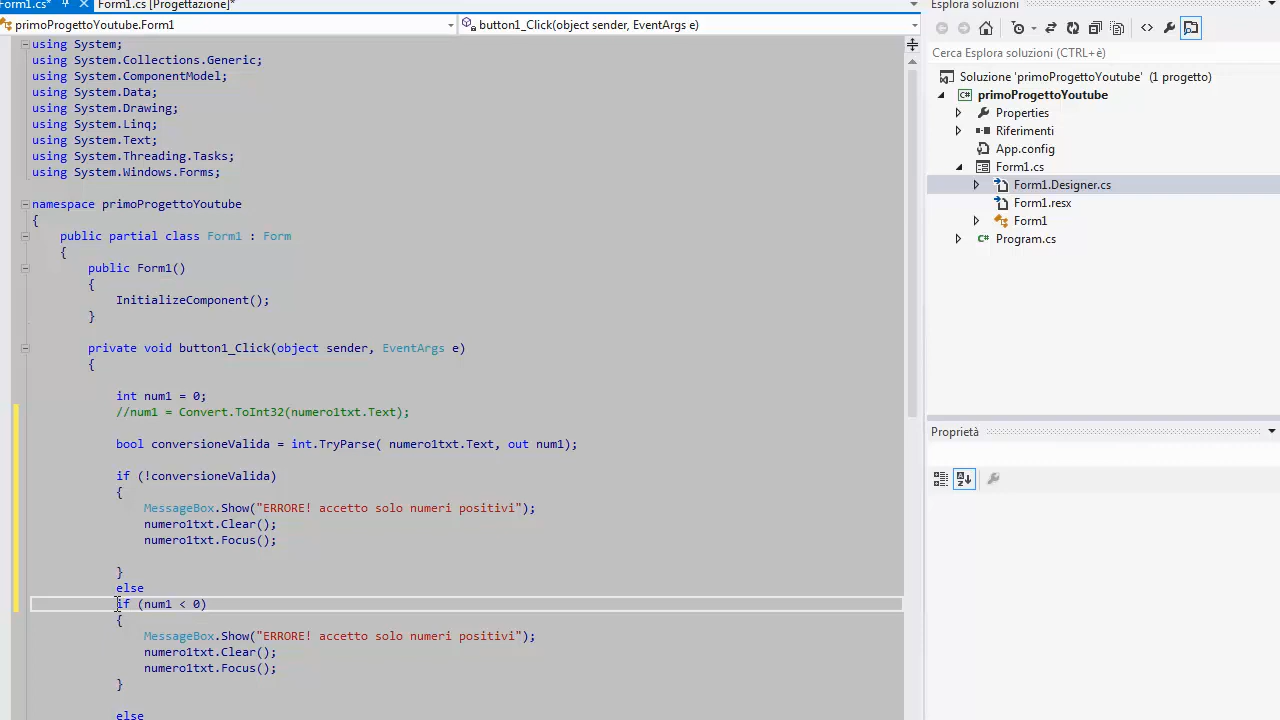 Form1.cs* Form1.cs [Progettazione]*
primoProgettoYoutube.Form1 button1_Click(object sender, EventArgs e)
using System;
using System.Collections.Generic;
using System.ComponentModel;
using System.Data;
using System.Drawing;
using System.Linq;
using System.Text;
using System.Threading.Tasks;
using System.Windows.Forms;
namespace primoProgettoYoutube
{
public partial class Form1 : Form
{
public Form1()
{
InitializeComponent();
}
private void button1_Click(object sender, EventArgs e)
{
int num1 = 0;
//num1 = Convert.ToInt32(numero1txt.Text);
bool conversioneValida = int.TryParse( numero1txt.Text, out num1);
if (!conversioneValida)
{
MessageBox.Show("ERRORE! accetto solo numeri positivi");
numero1txt.Clear();
numero1txt.Focus();
}
else
if (num1 < 0)
{
MessageBox.Show("ERRORE! accetto solo numeri positivi");
numero1txt.Clear();
numero1txt.Focus();
}
else
Esplora soluzioni
Cerca Esplora soluzioni (CTRL+è)
Soluzione 'primoProgettoYoutube' (1 progetto)
C# primoProgettoYoutube
Properties
Riferimenti
App.config
Form1.cs
Form1.Designer.cs
Form1.resx
Form1
C# Program.cs
Proprietà